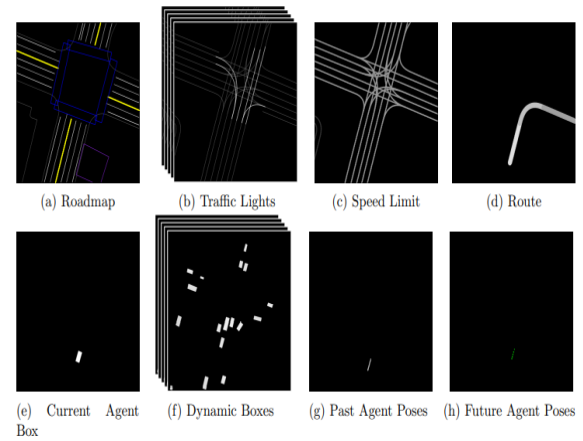 (a) Roadmap
(b) Traffic Lights
(c) Speed Limit
(d) Route
(e) Current Agent
Box
(f) Dynamic Boxes
(g) Past Agent Poses
(h) Future Agent Poses